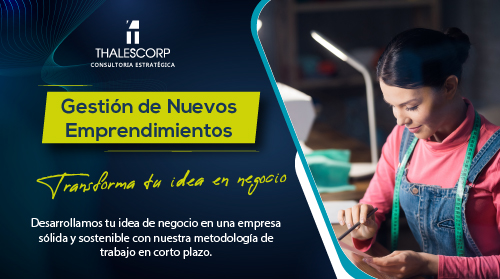 THALESCORP
CONSULTORIA ESTRATÉGICA
Gestión de Nuevos
Emprendimientos
Transforma tu idea en negocio
Desarrollamos tu idea de negocio en una empresa
sólida y sostenible con nuestra metodología de
trabajo en corto plazo.